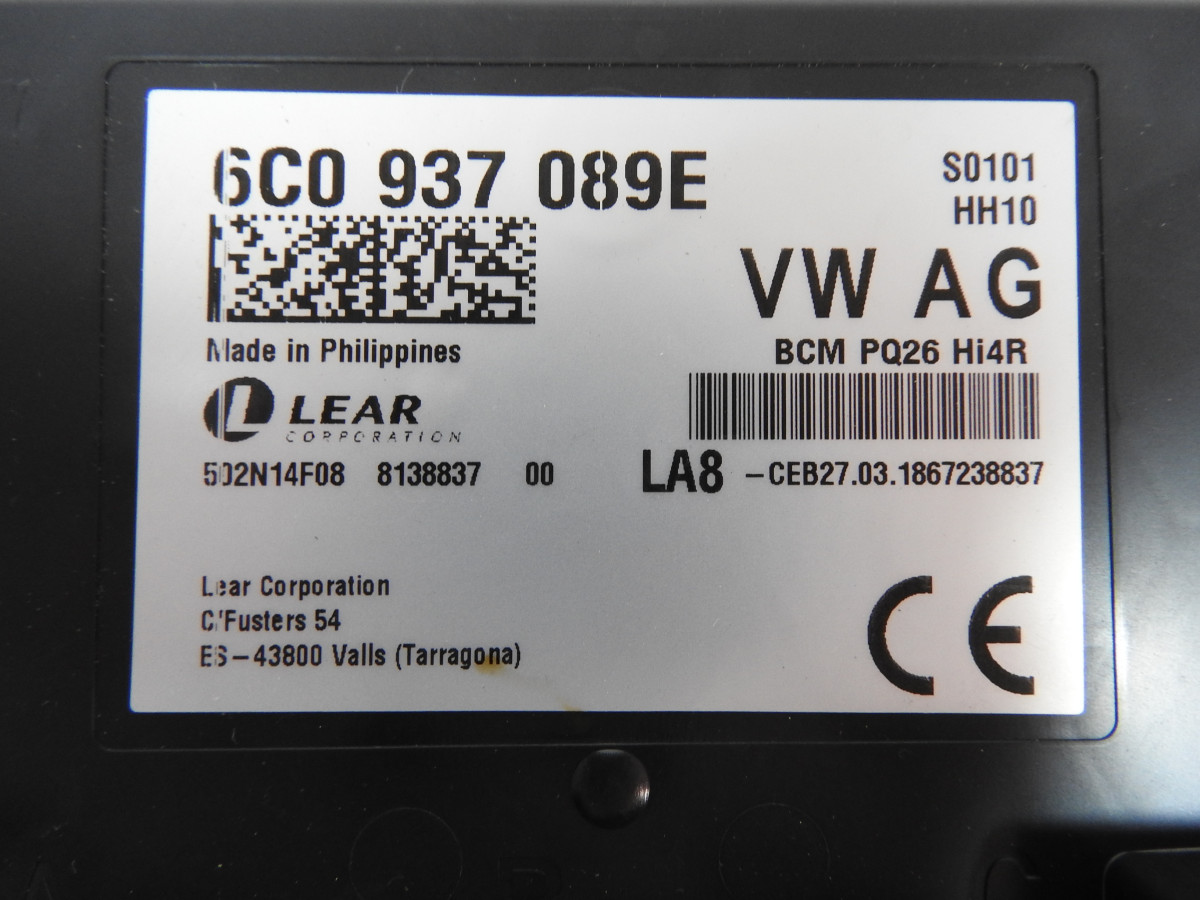 6C0 937 089E
S0101
HH10
VW AG
Made in Philippines
BCM PQ26 Hi4R
L LEAR
CORPORATION
502N14F08 8138837 00
LA8 -CEB27.03.1867238837
Lear Corporation
C/Fusters 54
ES-43800 Valls (Tarragona)
CE